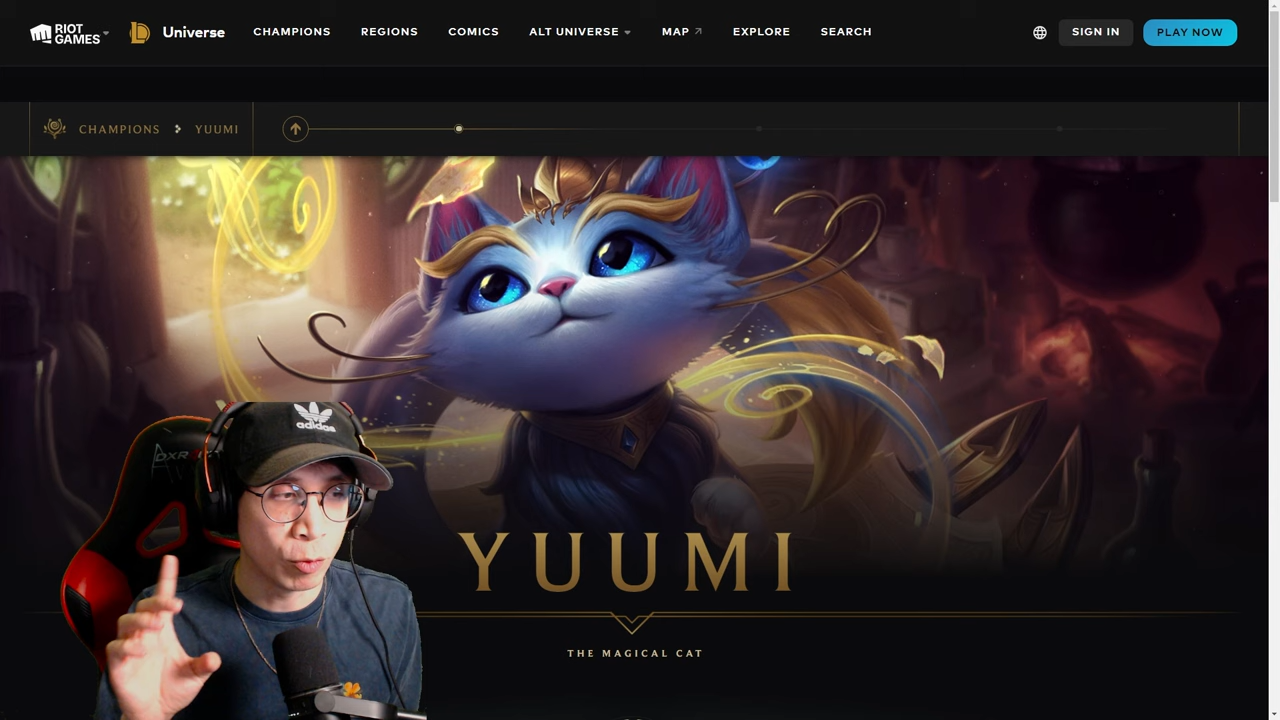 RIOT GAMES
Universe
CHAMPIONS
REGIONS
COMICS
ALT UNIVERSE
MAP
EXPLORE
SEARCH
SIGN IN
PLAY NOW
CHAMPIONS
YUUMI
adidas
YUUMI
THE MAGICAL CAT